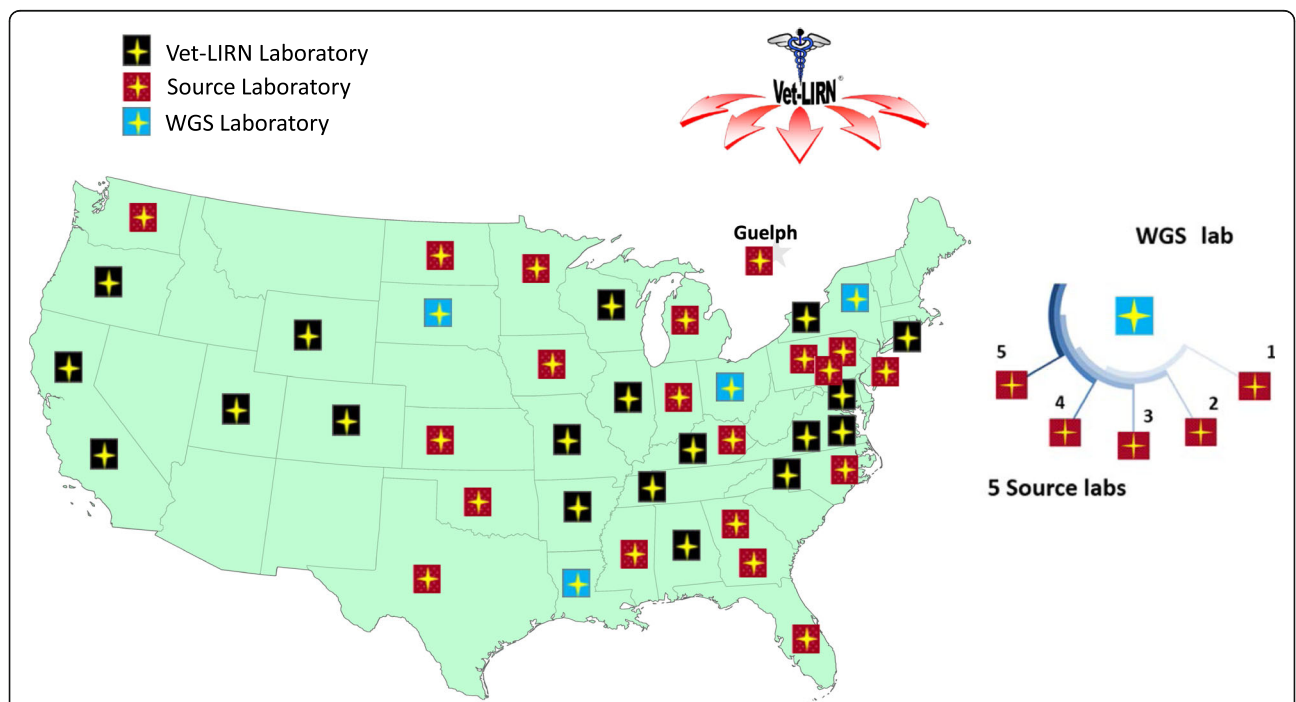 Vet-LIRN Laboratory
Source Laboratory
WGS Laboratory
Vet-LIRN®
Guelph
WGS lab
5
1
4
3
2
5 Source labs